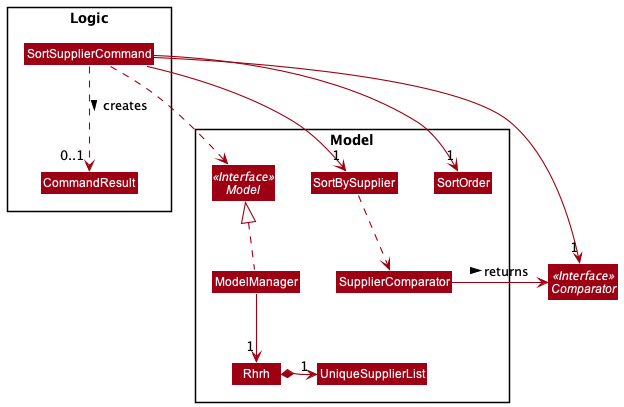 Logic
SortSupplierCommand
creates
0..1
CommandResult
Model
«Interface»
Model
1
SortBySupplier
1
SortOrder
ModelManager
SupplierComparator
returns
1
«Interface»
Comparator
1
Rhrh
1
UniqueSupplierList